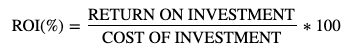 RETURN ON INVESTMENT
ROI(%) = ———————————— * 100
COST OF INVESTMENT